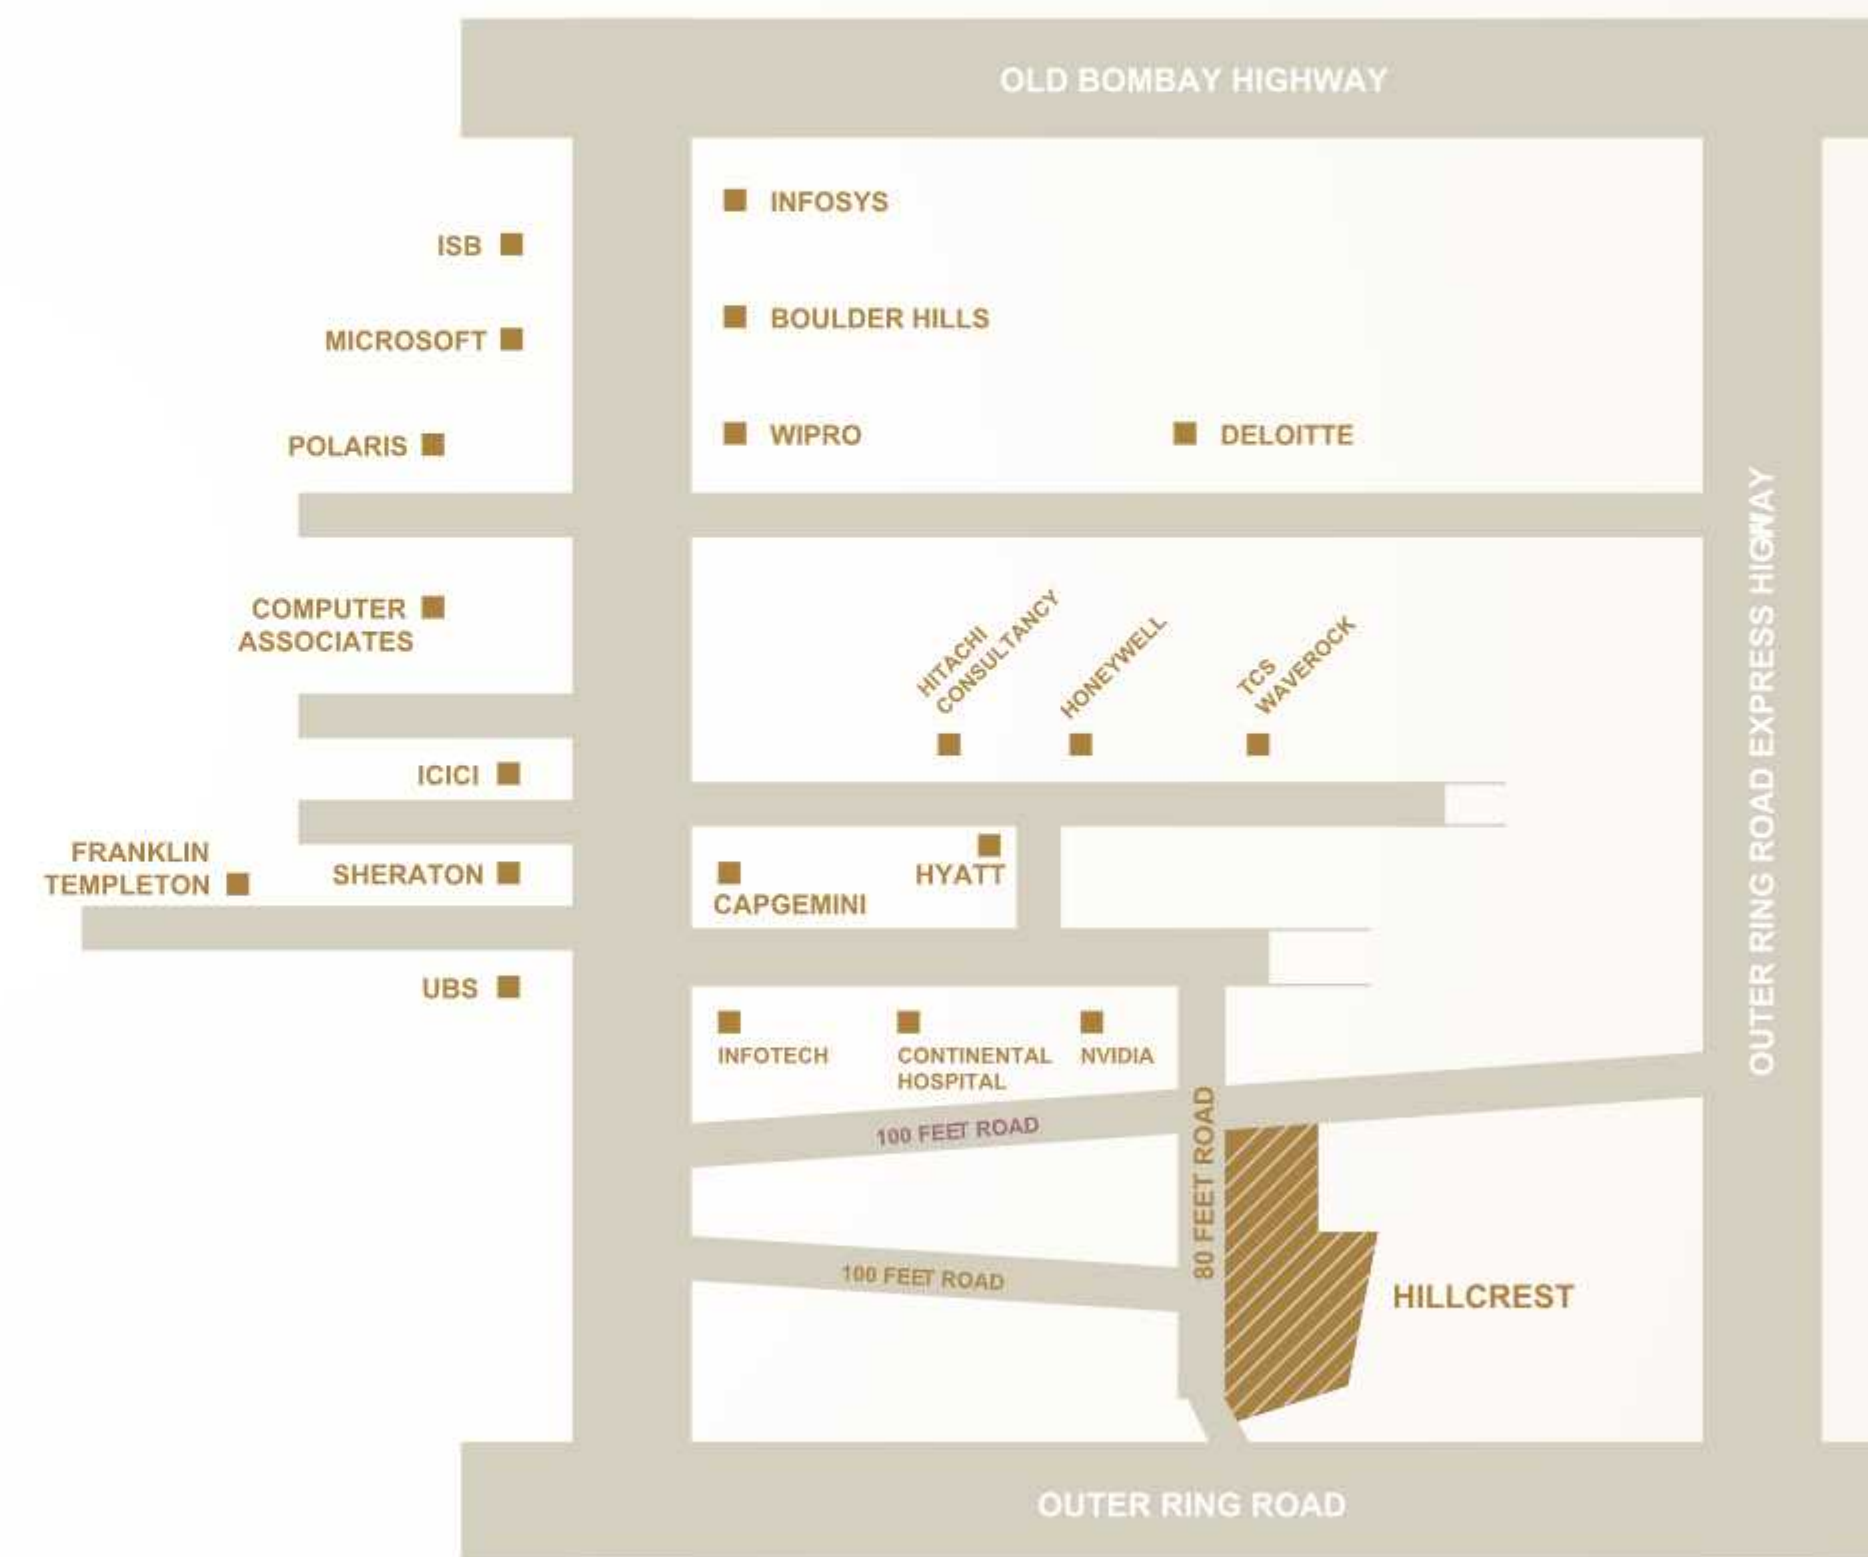 OLD BOMBAY HIGHWAY
INFOSYS
ISB
BOULDER HILLS
MICROSOFT
WIPRO
DELOITTE
POLARIS
OUTER RING ROAD EXPRESS HIGWAY
COMPUTER
ASSOCIATES
HITACHI
CONSULTANCY
HONEYWELL
TCS
WAVEROCK
ICICI
FRANKLIN
TEMPLETON
SHERATON
CAPGEMINI
HYATT
UBS
INFOTECH
CONTINENTAL
HOSPITAL
NVIDIA
100 FEET ROAD
80 FEET ROAD
100 FEET ROAD
HILLCREST
OUTER RING ROAD